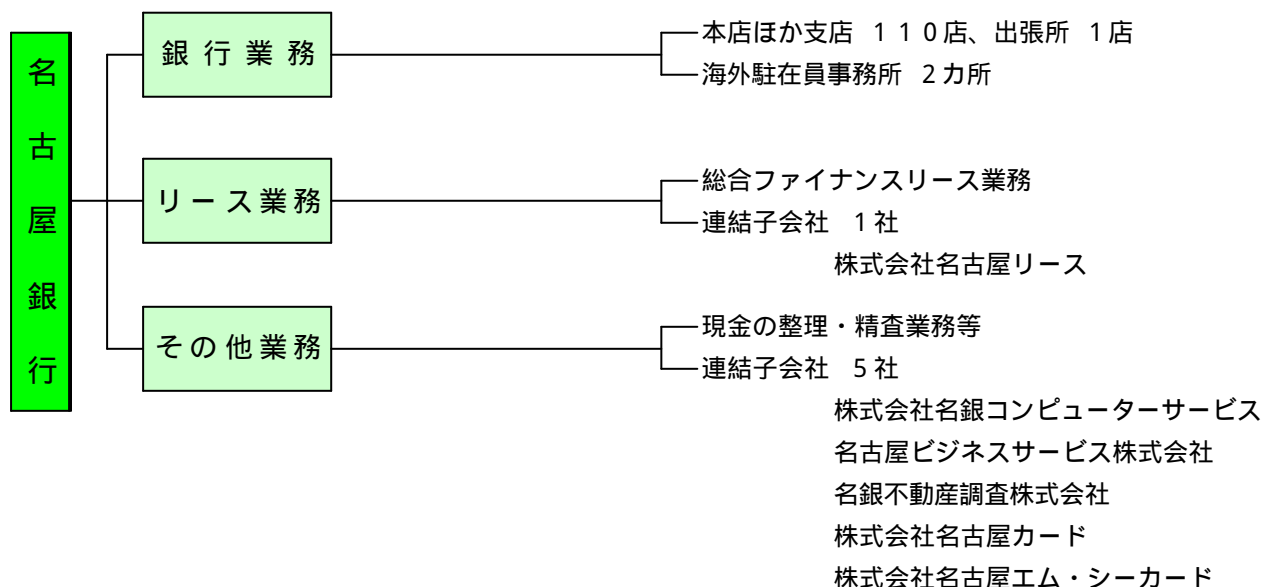 名古屋銀行
銀行業務
本店ほか支店 110店、出張所 1店
海外駐在員事務所 2カ所
リース業務
総合ファイナンスリース業務
連結子会社 1社
株式会社名古屋リース
その他業務
現金の整理・精査業務等
連結子会社 5社
株式会社名銀コンピューターサービス
名古屋ビジネスサービス株式会社
名銀不動産調査株式会社
株式会社名古屋カード
株式会社名古屋エム・シーカード